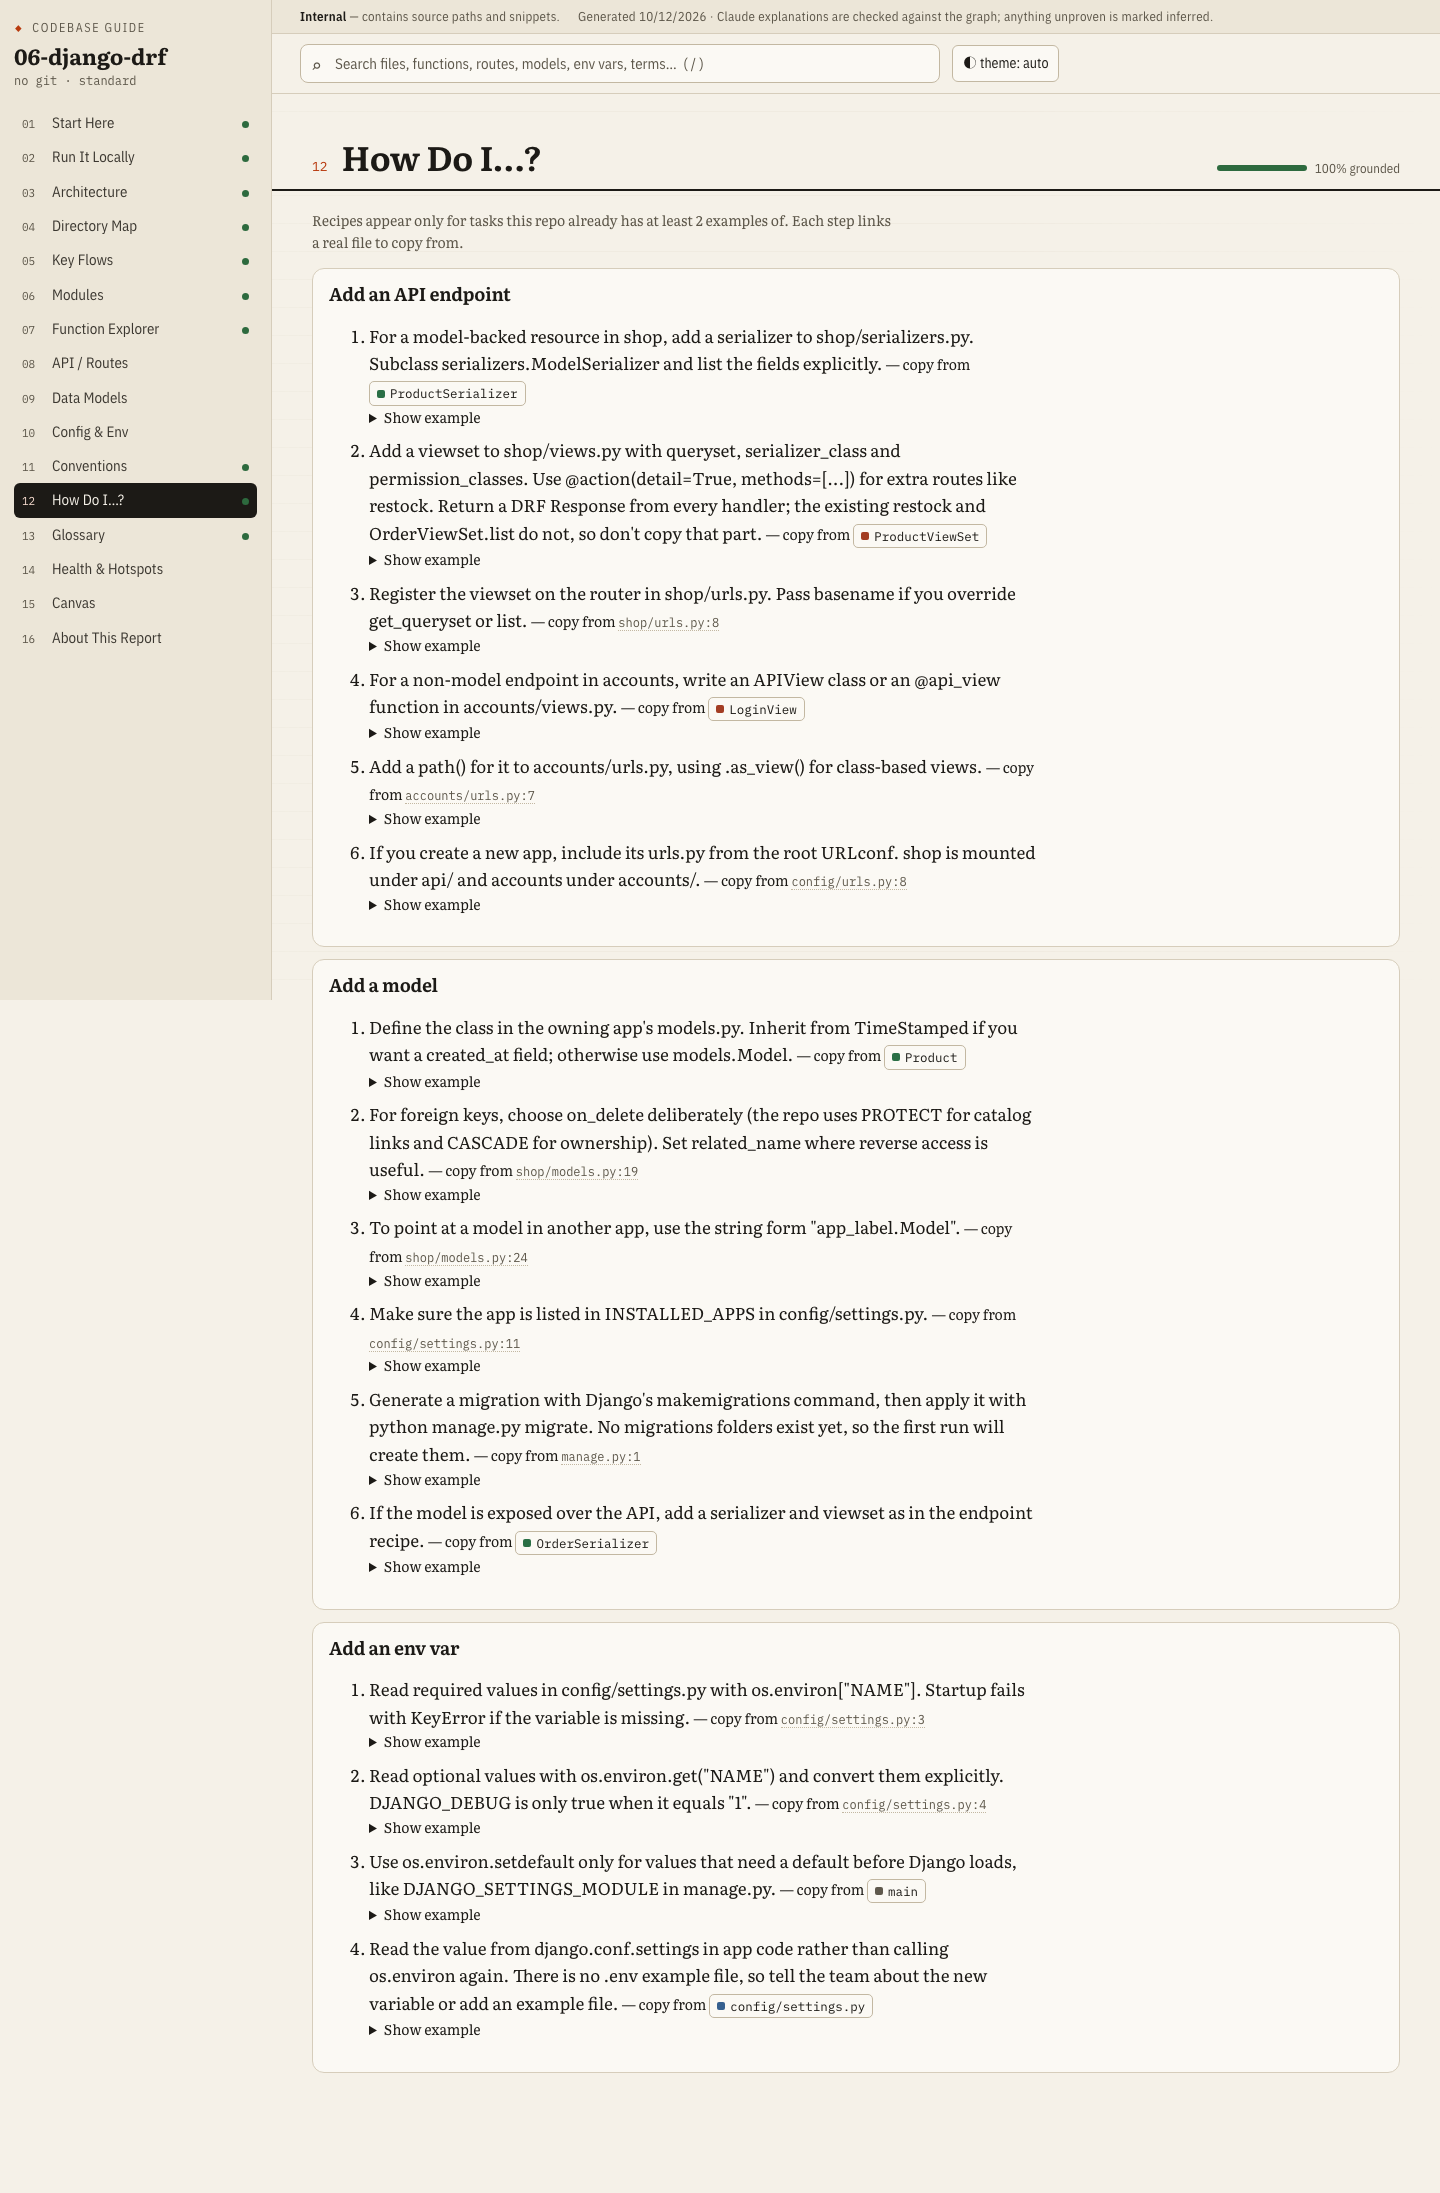 ◆ CODEBASE GUIDE
06-django-drf
no git · standard
01 Start Here
02 Run It Locally
03 Architecture
04 Directory Map
05 Key Flows
06 Modules
07 Function Explorer
08 API / Routes
09 Data Models
10 Config & Env
11 Conventions
12 How Do I…?
13 Glossary
14 Health & Hotspots
15 Canvas
16 About This Report
Internal — contains source paths and snippets. Generated 10/12/2026 · Claude explanations are checked against the graph; anything unproven is marked inferred.
⌕ Search files, functions, routes, models, env vars, terms… (/)
◐ theme: auto
12 How Do I…?
100% grounded
Recipes appear only for tasks this repo already has at least 2 examples of. Each step links
a real file to copy from.
Add an API endpoint
1. For a model-backed resource in shop, add a serializer to shop/serializers.py.
Subclass serializers.ModelSerializer and list the fields explicitly. — copy from
ProductSerializer
▶ Show example
2. Add a viewset to shop/views.py with queryset, serializer_class and
permission_classes. Use @action(detail=True, methods=[...]) for extra routes like
restock. Return a DRF Response from every handler; the existing restock and
OrderViewSet.list do not, so don't copy that part. — copy from ProductViewSet
▶ Show example
3. Register the viewset on the router in shop/urls.py. Pass basename if you override
get_queryset or list. — copy from shop/urls.py:8
▶ Show example
4. For a non-model endpoint in accounts, write an APIView class or an @api_view
function in accounts/views.py. — copy from LoginView
▶ Show example
5. Add a path() for it to accounts/urls.py, using .as_view() for class-based views. — copy
from accounts/urls.py:7
▶ Show example
6. If you create a new app, include its urls.py from the root URLconf. shop is mounted
under api/ and accounts under accounts/. — copy from config/urls.py:8
▶ Show example
Add a model
1. Define the class in the owning app's models.py. Inherit from TimeStamped if you
want a created_at field; otherwise use models.Model. — copy from Product
▶ Show example
2. For foreign keys, choose on_delete deliberately (the repo uses PROTECT for catalog
links and CASCADE for ownership). Set related_name where reverse access is
useful. — copy from shop/models.py:19
▶ Show example
3. To point at a model in another app, use the string form "app_label.Model". — copy
from shop/models.py:24
▶ Show example
4. Make sure the app is listed in INSTALLED_APPS in config/settings.py. — copy from
config/settings.py:11
▶ Show example
5. Generate a migration with Django's makemigrations command, then apply it with
python manage.py migrate. No migrations folders exist yet, so the first run will
create them. — copy from manage.py:1
▶ Show example
6. If the model is exposed over the API, add a serializer and viewset as in the endpoint
recipe. — copy from OrderSerializer
▶ Show example
Add an env var
1. Read required values in config/settings.py with os.environ["NAME"]. Startup fails
with KeyError if the variable is missing. — copy from config/settings.py:3
▶ Show example
2. Read optional values with os.environ.get("NAME") and convert them explicitly.
DJANGO_DEBUG is only true when it equals "1". — copy from config/settings.py:4
▶ Show example
3. Use os.environ.setdefault only for values that need a default before Django loads,
like DJANGO_SETTINGS_MODULE in manage.py. — copy from main
▶ Show example
4. Read the value from django.conf.settings in app code rather than calling
os.environ again. There is no .env example file, so tell the team about the new
variable or add an example file. — copy from config/settings.py
▶ Show example